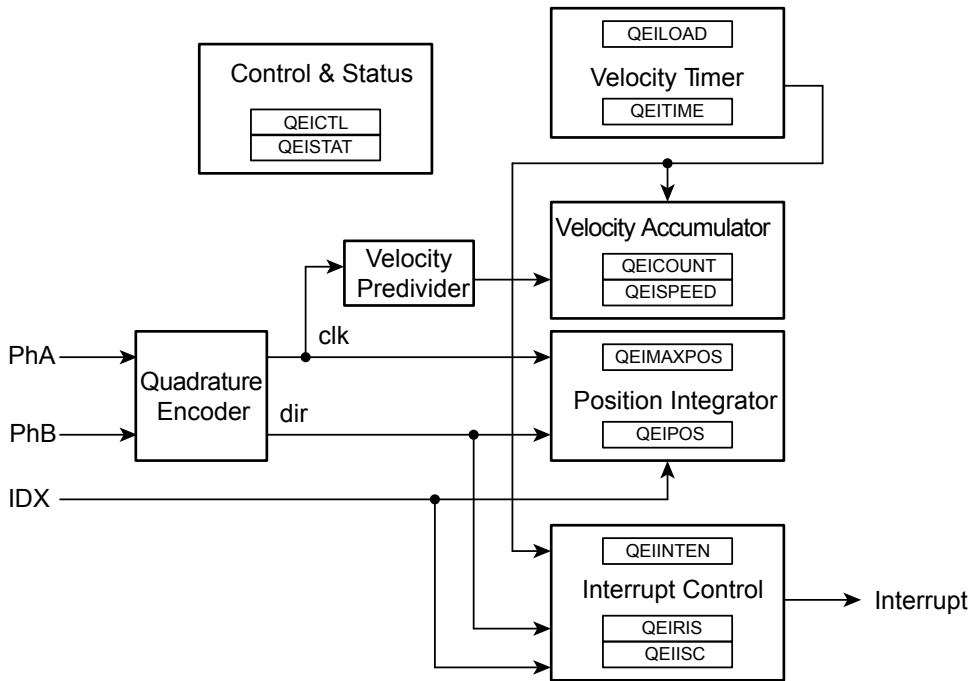 QEILOAD
Velocity Timer
QEITIME
Control & Status
QEICTL
QEISTAT
Velocity Accumulator
QEICOUNT
QEISPEED
Velocity
Predivider
clk
PhA
Quadrature
Encoder
PhB
dir
QEIMAXPOS
Position Integrator
QEIPOS
IDX
QEIINTEN
Interrupt Control
QEIRIS
QEIISC
Interrupt